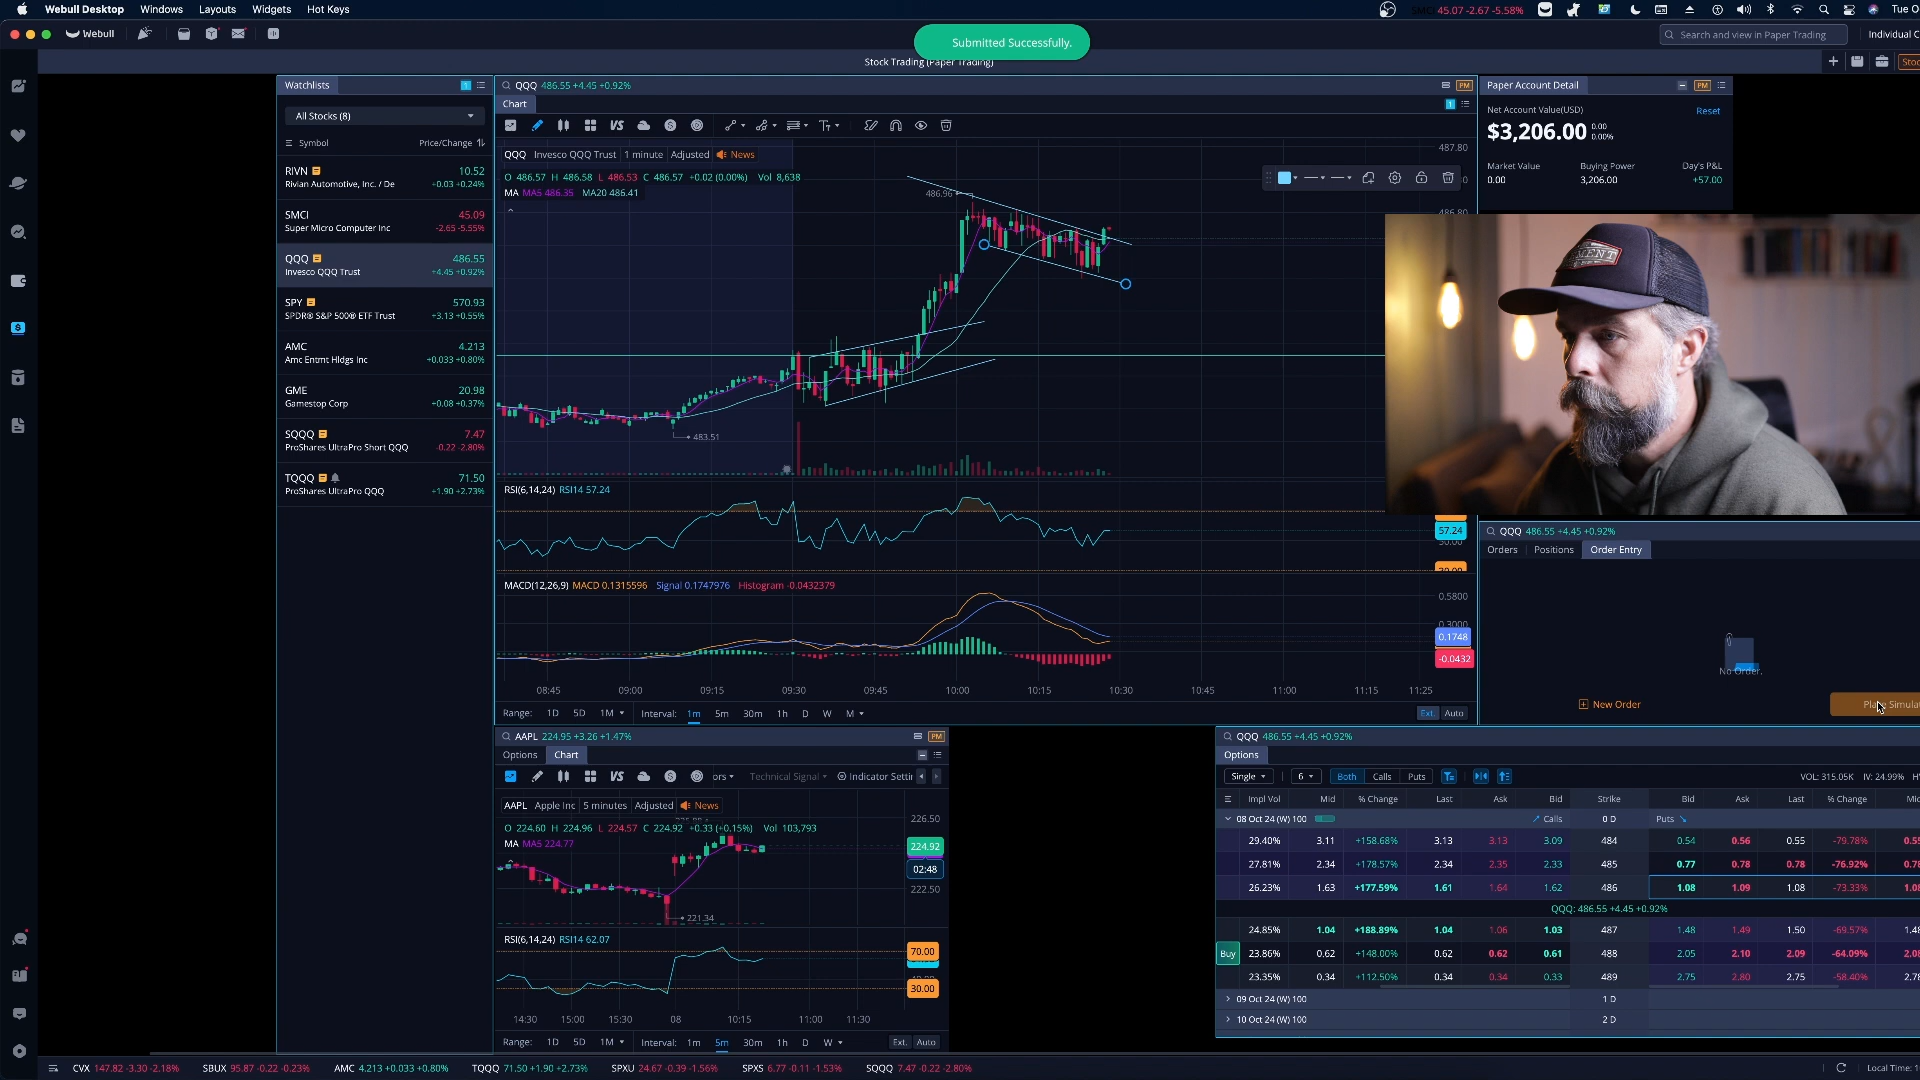 Webull Desktop Windows Layouts Widgets Hot Keys
SMC 45.07 -2.67 -5.58%
Tue O
Webull
Submitted Successfully.
Search and view in Paper Trading
Individual C
Stock Trading (Paper Trading)
Stoc
Watchlists 1
All Stocks (8)
Symbol Price/Change
RIVN 10.52
Rivian Automotive, Inc. / De +0.03 +0.24%
SMCI 45.09
Super Micro Computer Inc -2.65 -5.55%
QQQ 486.55
Invesco QQQ Trust +4.45 +0.92%
SPY 570.93
SPDR® S&P 500® ETF Trust +3.13 +0.55%
AMC 4.213
Amc Entmt Hldgs Inc +0.033 +0.80%
GME 20.98
Gamestop Corp +0.08 +0.37%
SQQQ 7.47
ProShares UltraPro Short QQQ -0.22 -2.80%
TQQQ 71.50
ProShares UltraPro QQQ +1.90 +2.73%
QQQ 486.55 +4.45 +0.92% PM
Chart 1
VS
QQQ Invesco QQQ Trust 1 minute Adjusted News
O 486.57 H 486.58 L 486.53 C 486.57 +0.02 (0.00%) Vol 8,638
MA MA5 486.35 MA20 486.41
487.80
486.80
486.96
483.51
RSI(6,14,24) RSI14 57.24
57.24
50.00
30.00
MACD(12,26,9) MACD 0.1315596 Signal 0.1747976 Histogram -0.0432379
0.5800
0.3000
0.1748
-0.0432
08:45 09:00 09:15 09:30 09:45 10:00 10:15 10:30 10:45 11:00 11:15 11:25
Range: 1D 5D 1M Interval: 1m 5m 30m 1h D W M Ext. Auto
Paper Account Detail PM
Net Account Value(USD) Reset
$3,206.00 0.00
0.00%
Market Value Buying Power Day's P&L
0.00 3,206.00 +57.00
QQQ 486.55 +4.45 +0.92%
Orders Positions Order Entry
No Order.
New Order
Place Simula
AAPL 224.95 +3.26 +1.47% PM
Options Chart
VS ors Technical Signal Indicator Settin
AAPL Apple Inc 5 minutes Adjusted News
O 224.60 H 224.96 L 224.57 C 224.92 +0.33 (+0.15%) Vol 103,793
MA MA5 224.77
226.50
224.92
02:48
222.50
221.34
RSI(6,14,24) RSI14 62.07
70.00
30.00
14:30 15:00 15:30 08 10:15 11:00 11:30
Range: 1D 5D 1M Interval: 1m 5m 30m 1h D W Ext. Auto
QQQ 486.55 +4.45 +0.92%
Options
Single 6 Both Calls Puts VOL: 315.05K IV: 24.99% H
Impl Vol Mid % Change Last Ask Bid Strike Bid Ask Last % Change Mid
08 Oct 24 (W) 100 Calls 0 D Puts
29.40% 3.11 +158.68% 3.13 3.13 3.09 484 0.54 0.56 0.55 -79.78% 0.55
27.81% 2.34 +178.57% 2.34 2.35 2.33 485 0.77 0.78 0.78 -76.92% 0.78
26.23% 1.63 +177.59% 1.61 1.64 1.62 486 1.08 1.09 1.08 -73.33% 1.08
QQQ: 486.55 +4.45 +0.92%
24.85% 1.04 +188.89% 1.04 1.06 1.03 487 1.48 1.49 1.50 -69.57% 1.48
Buy 23.86% 0.62 +148.00% 0.62 0.62 0.61 488 2.05 2.10 2.09 -64.09% 2.08
23.35% 0.34 +112.50% 0.34 0.34 0.33 489 2.75 2.80 2.75 -58.40% 2.78
09 Oct 24 (W) 100 1 D
10 Oct 24 (W) 100 2 D
CVX 147.82 -3.30 -2.18% SBUX 95.87 -0.22 -0.23% AMC 4.213 +0.033 +0.80% TQQQ 71.50 +1.90 +2.73% SPXU 24.67 -0.39 -1.56% SPXS 6.77 -0.11 -1.53% SQQQ 7.47 -0.22 -2.80% Local Time: 1